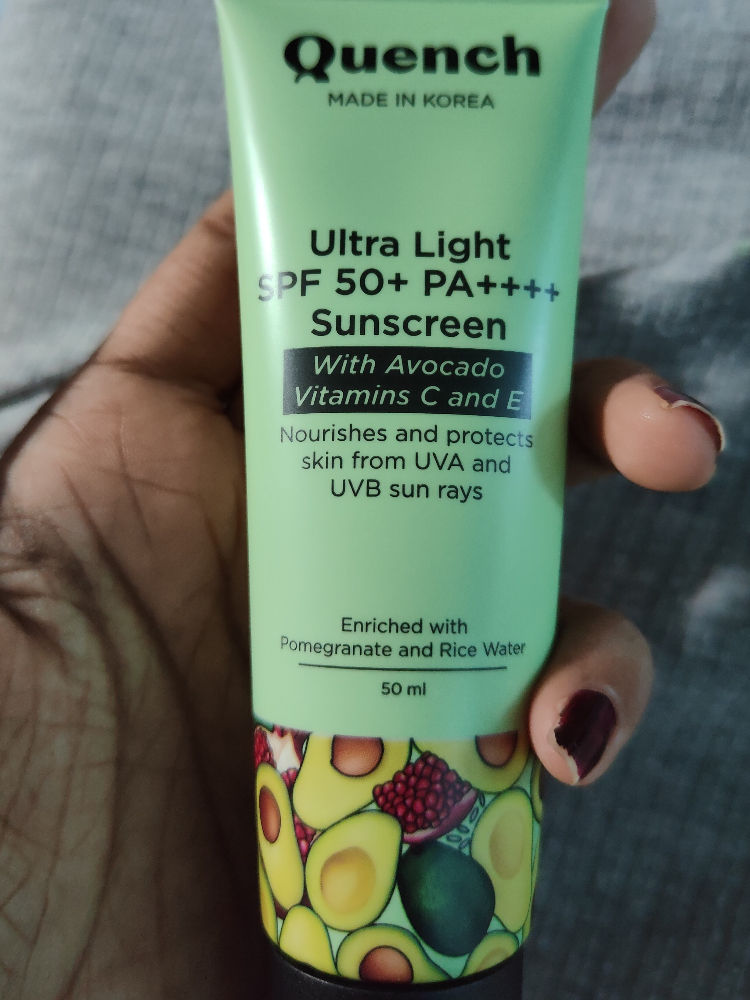 Quench
MADE IN KOREA
Ultra Light
SPF 50+ PA++++
Sunscreen
With Avocado
Vitamins C and E
Nourishes and protects
skin from UVA and
UVB sun rays
Enriched with
Pomegranate and Rice Water
50 ml